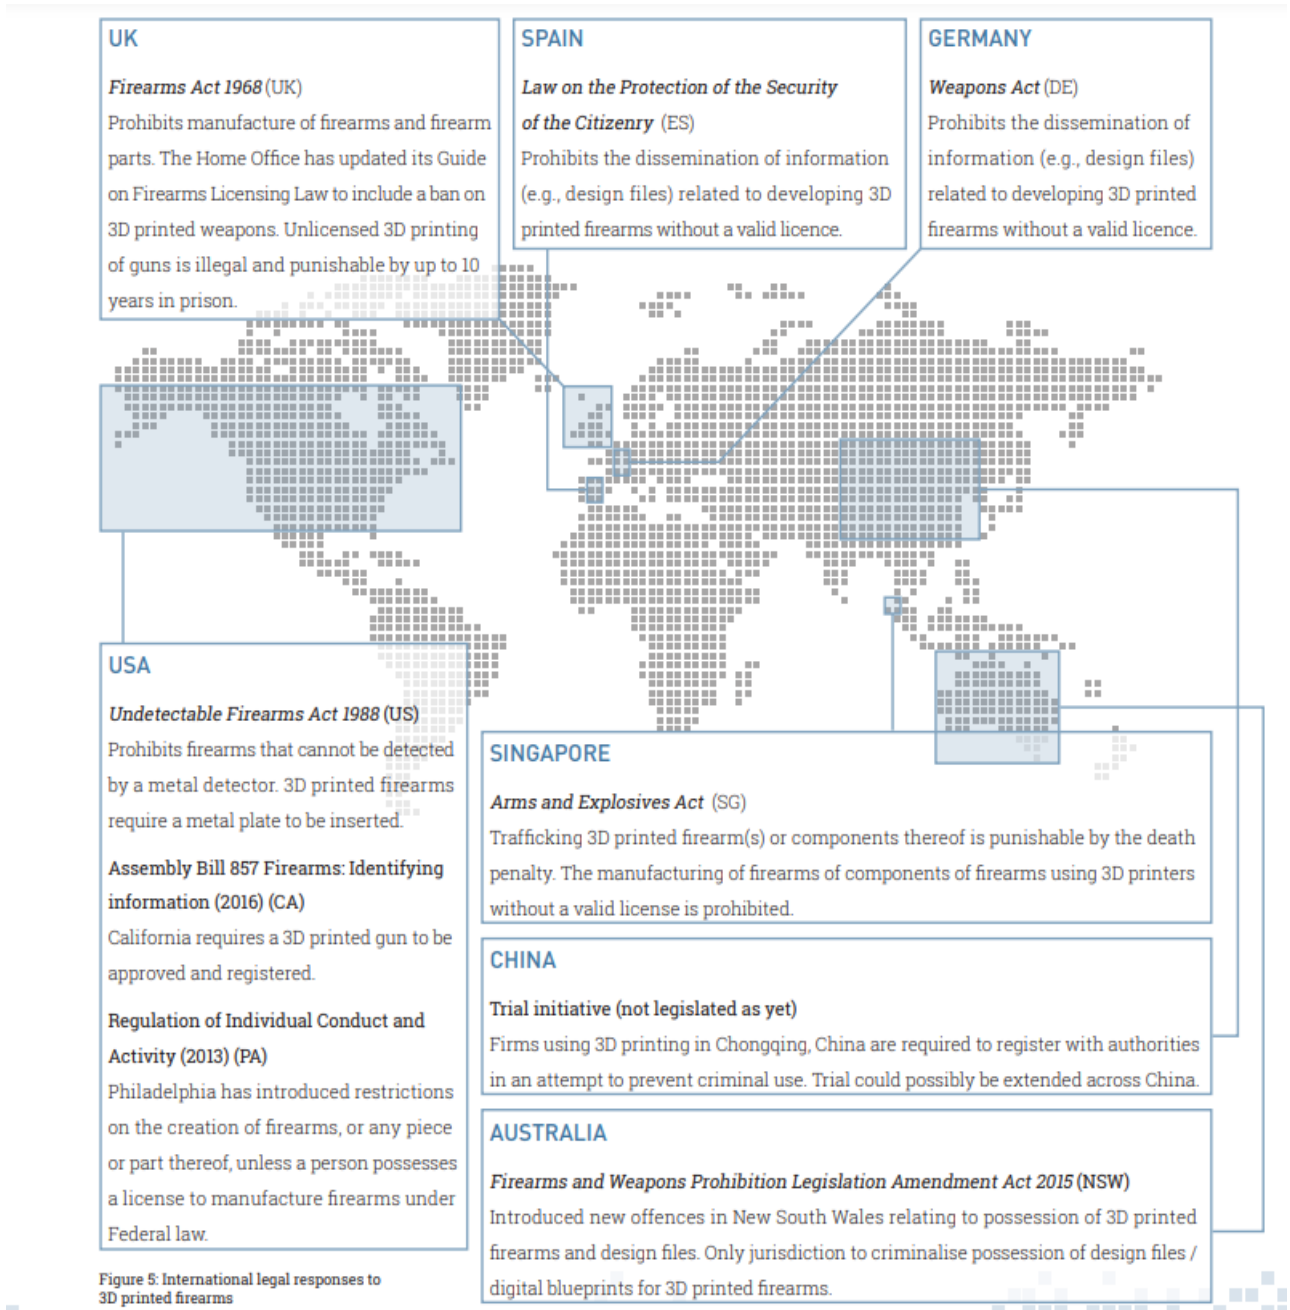 UK
Firearms Act 1968 (UK)
Prohibits manufacture of firearms and firearm
parts. The Home Office has updated its Guide
on Firearms Licensing Law to include a ban on
3D printed weapons. Unlicensed 3D printing
of guns is illegal and punishable by up to 10
years in prison.
SPAIN
Law on the Protection of the Security
of the Citizenry (ES)
Prohibits the dissemination of information
(e.g., design files) related to developing 3D
printed firearms without a valid licence.
GERMANY
Weapons Act (DE)
Prohibits the dissemination of
information (e.g., design files)
related to developing 3D printed
firearms without a valid licence.
USA
Undetectable Firearms Act 1988 (US)
Prohibits firearms that cannot be detected
by a metal detector. 3D printed firearms
require a metal plate to be inserted.
Assembly Bill 857 Firearms: Identifying
information (2016) (CA)
California requires a 3D printed gun to be
approved and registered.
Regulation of Individual Conduct and
Activity (2013) (PA)
Philadelphia has introduced restrictions
on the creation of firearms, or any piece
or part thereof, unless a person possesses
a license to manufacture firearms under
Federal law.
SINGAPORE
Arms and Explosives Act (SG)
Trafficking 3D printed firearm(s) or components thereof is punishable by the death
penalty. The manufacturing of firearms of components of firearms using 3D printers
without a valid license is prohibited.
CHINA
Trial initiative (not legislated as yet)
Firms using 3D printing in Chongqing, China are required to register with authorities
in an attempt to prevent criminal use. Trial could possibly be extended across China.
AUSTRALIA
Firearms and Weapons Prohibition Legislation Amendment Act 2015 (NSW)
Introduced new offences in New South Wales relating to possession of 3D printed
firearms and design files. Only jurisdiction to criminalise possession of design files /
digital blueprints for 3D printed firearms.
Figure 5: International legal responses to
3D printed firearms